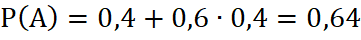 P(A) = 0,4 + 0,6 · 0,4 = 0,64